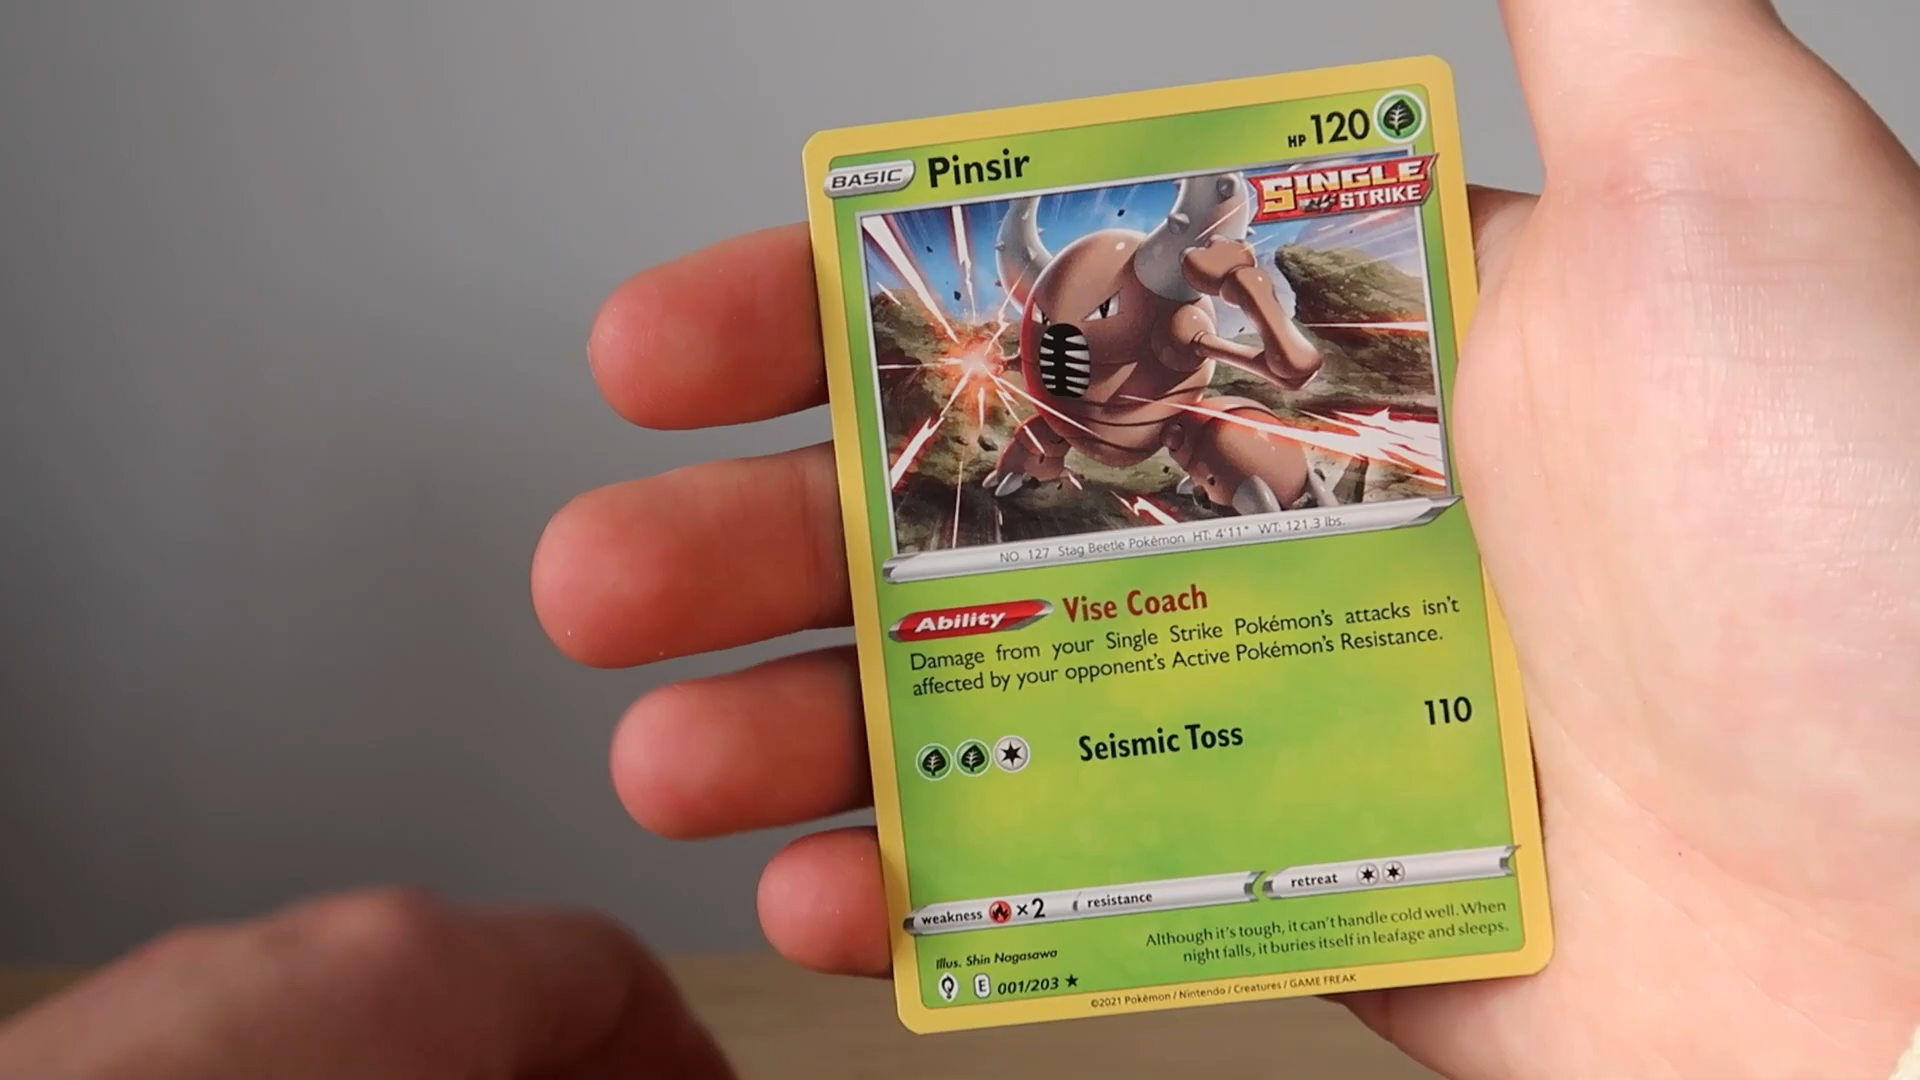 BASIC Pinsir HP 120
SINGLE
STRIKE
NO. 127 Stag Beetle Pokémon HT: 4'11" WT: 121.3 lbs.
Ability Vise Coach
Damage from your Single Strike Pokémon's attacks isn't
affected by your opponent's Active Pokémon's Resistance.
Seismic Toss 110
weakness ×2 resistance retreat
Although it's tough, it can't handle cold well. When
night falls, it buries itself in leafage and sleeps.
Illus. Shin Nagasawa
E 001/203 ★
©2021 Pokémon / Nintendo / Creatures / GAME FREAK